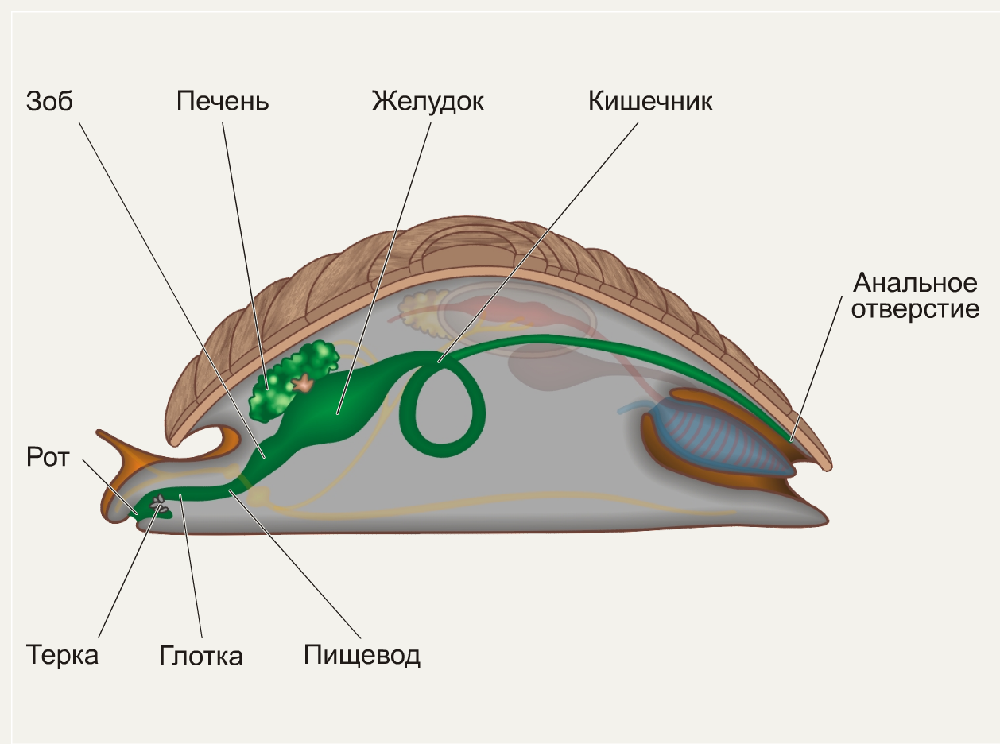 Зоб
Печень
Желудок
Кишечник
Анальное
отверстие
Рот
Терка
Глотка
Пищевод